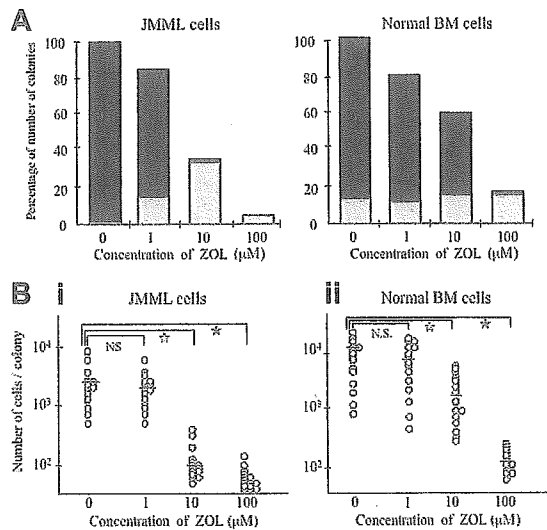 A
JMML cells
Normal BM cells
Percentage of number of colonies
100
80
60
40
20
0
100
80
60
40
20
0
0 1 10 100
0 1 10 100
Concentration of ZOL (μM)
Concentration of ZOL (μM)
B i
JMML cells
ii
Normal BM cells
NS ☆ ★
N.S. ☆ ★
Number of cells / colony
10⁴
10³
10²
10⁴
10³
10²
0 1 10 100
0 1 10 100
Concentration of ZOL (μM)
Concentration of ZOL (μM)